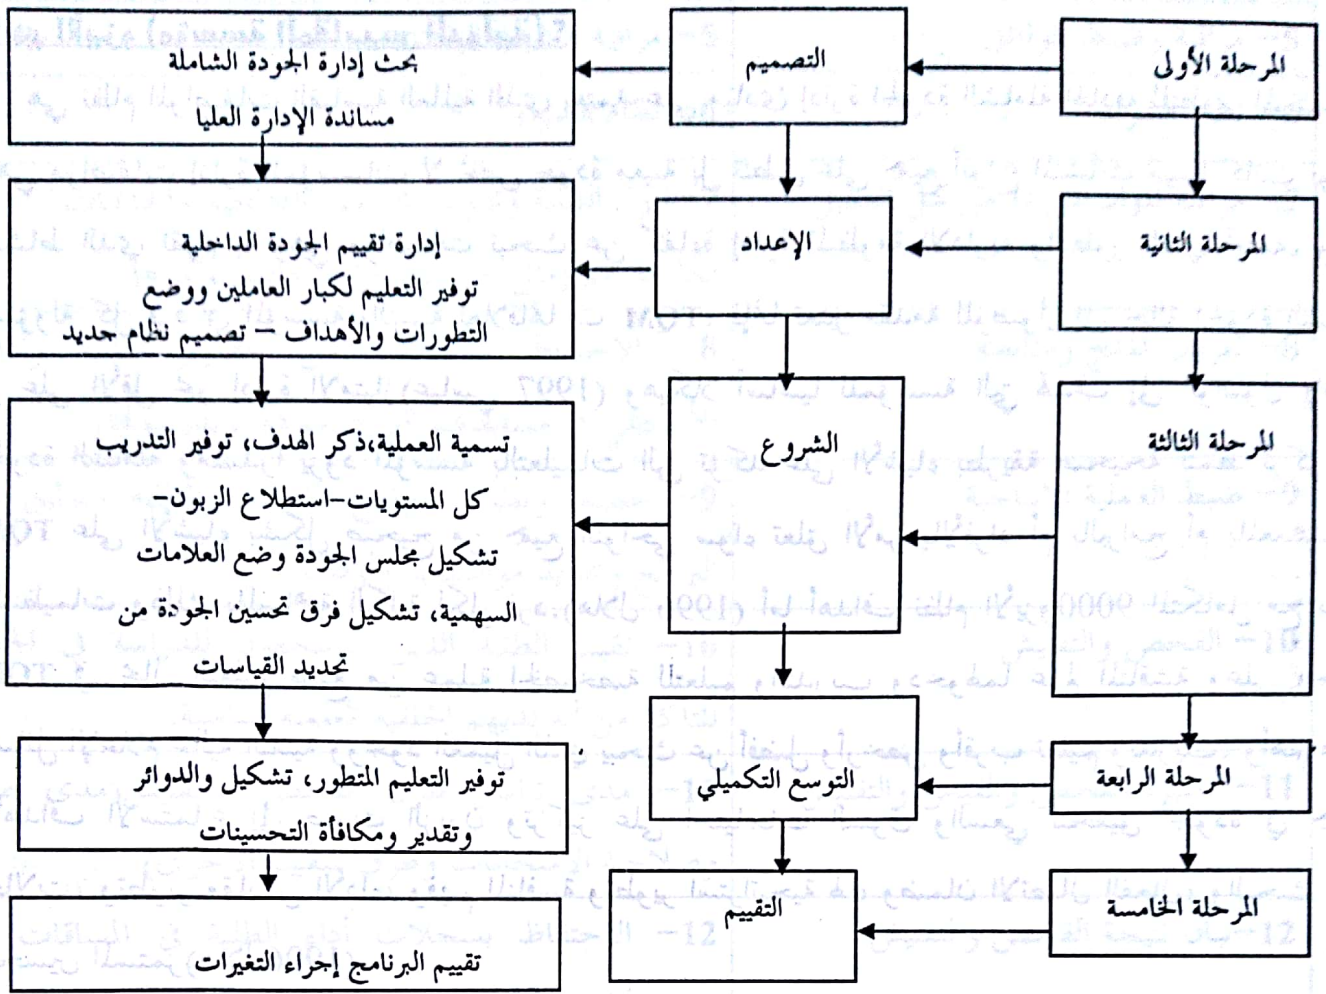 المرحلة الأولى
التصميم
بحث إدارة الجودة الشاملة
مساندة الإدارة العليا
المرحلة الثانية
الإعداد
إدارة تقييم الجودة الداخلية
توفير التعليم لكبار العاملين ووضع
التطورات والأهداف – تصميم نظام جديد
المرحلة الثالثة
الشروع
تسمية العملية،ذكر الهدف، توفير التدريب
كل المستويات–استطلاع الزبون–
تشكيل مجلس الجودة وضع العلامات
السهمية، تشكيل فرق تحسين الجودة من
تحديد القياسات
المرحلة الرابعة
التوسع التكميلي
توفير التعليم المتطور، تشكيل والدوائر
وتقدير ومكافأة التحسينات
المرحلة الخامسة
التقييم
تقييم البرنامج إجراء التغيرات